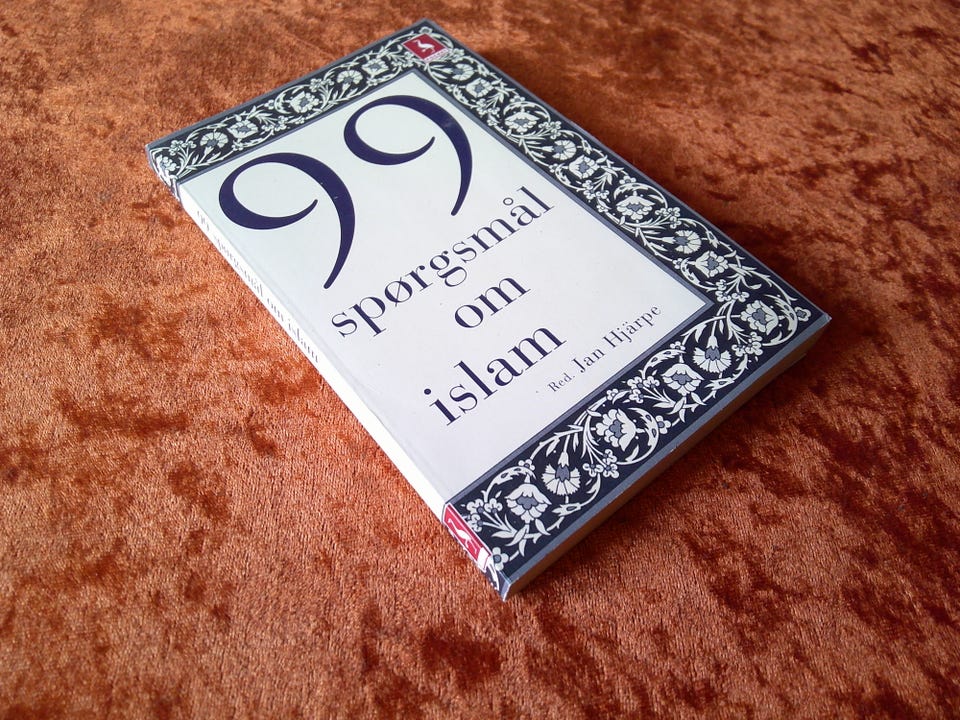 99
spørgsmål
om
islam
Red. Jan Hjärpe
99 spørgsmål om islam